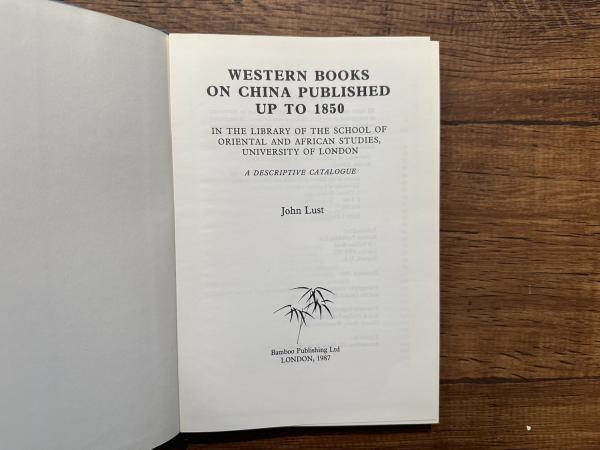 WESTERN BOOKS
ON CHINA PUBLISHED
UP TO 1850
IN THE LIBRARY OF THE SCHOOL OF
ORIENTAL AND AFRICAN STUDIES,
UNIVERSITY OF LONDON
A DESCRIPTIVE CATALOGUE
John Lust
Bamboo Publishing Ltd
LONDON, 1987